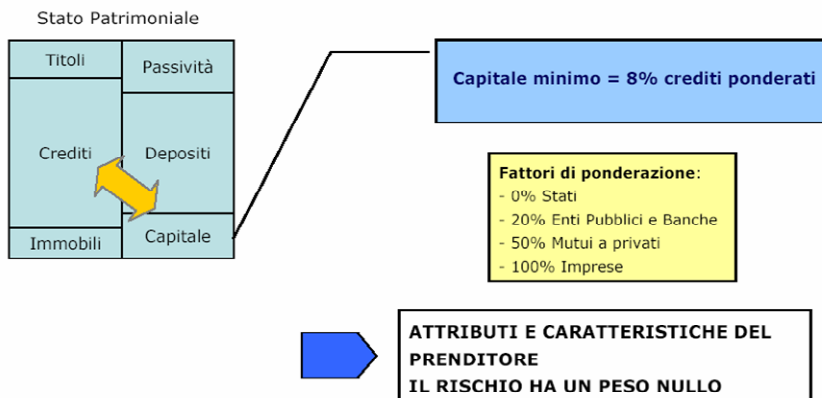 Stato Patrimoniale
Titoli
Passività
Crediti
Depositi
Immobili
Capitale
Capitale minimo = 8% crediti ponderati
Fattori di ponderazione:
- 0% Stati
- 20% Enti Pubblici e Banche
- 50% Mutui a privati
- 100% Imprese
ATTRIBUTI E CARATTERISTICHE DEL
PRENDITORE
IL RISCHIO HA UN PESO NULLO